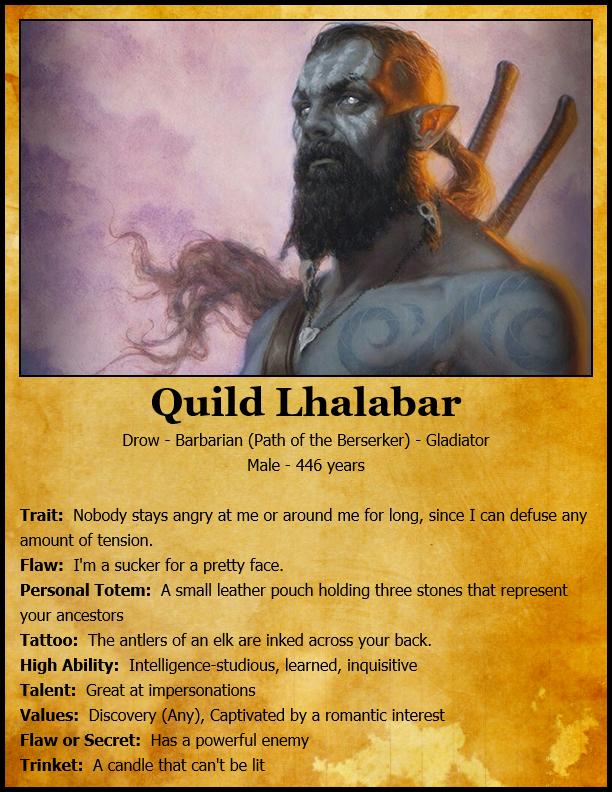 Quild Lhalabar
Drow - Barbarian (Path of the Berserker) - Gladiator
Male - 446 years
Trait: Nobody stays angry at me or around me for long, since I can defuse any
amount of tension.
Flaw: I'm a sucker for a pretty face.
Personal Totem: A small leather pouch holding three stones that represent
your ancestors
Tattoo: The antlers of an elk are inked across your back.
High Ability: Intelligence-studious, learned, inquisitive
Talent: Great at impersonations
Values: Discovery (Any), Captivated by a romantic interest
Flaw or Secret: Has a powerful enemy
Trinket: A candle that can't be lit